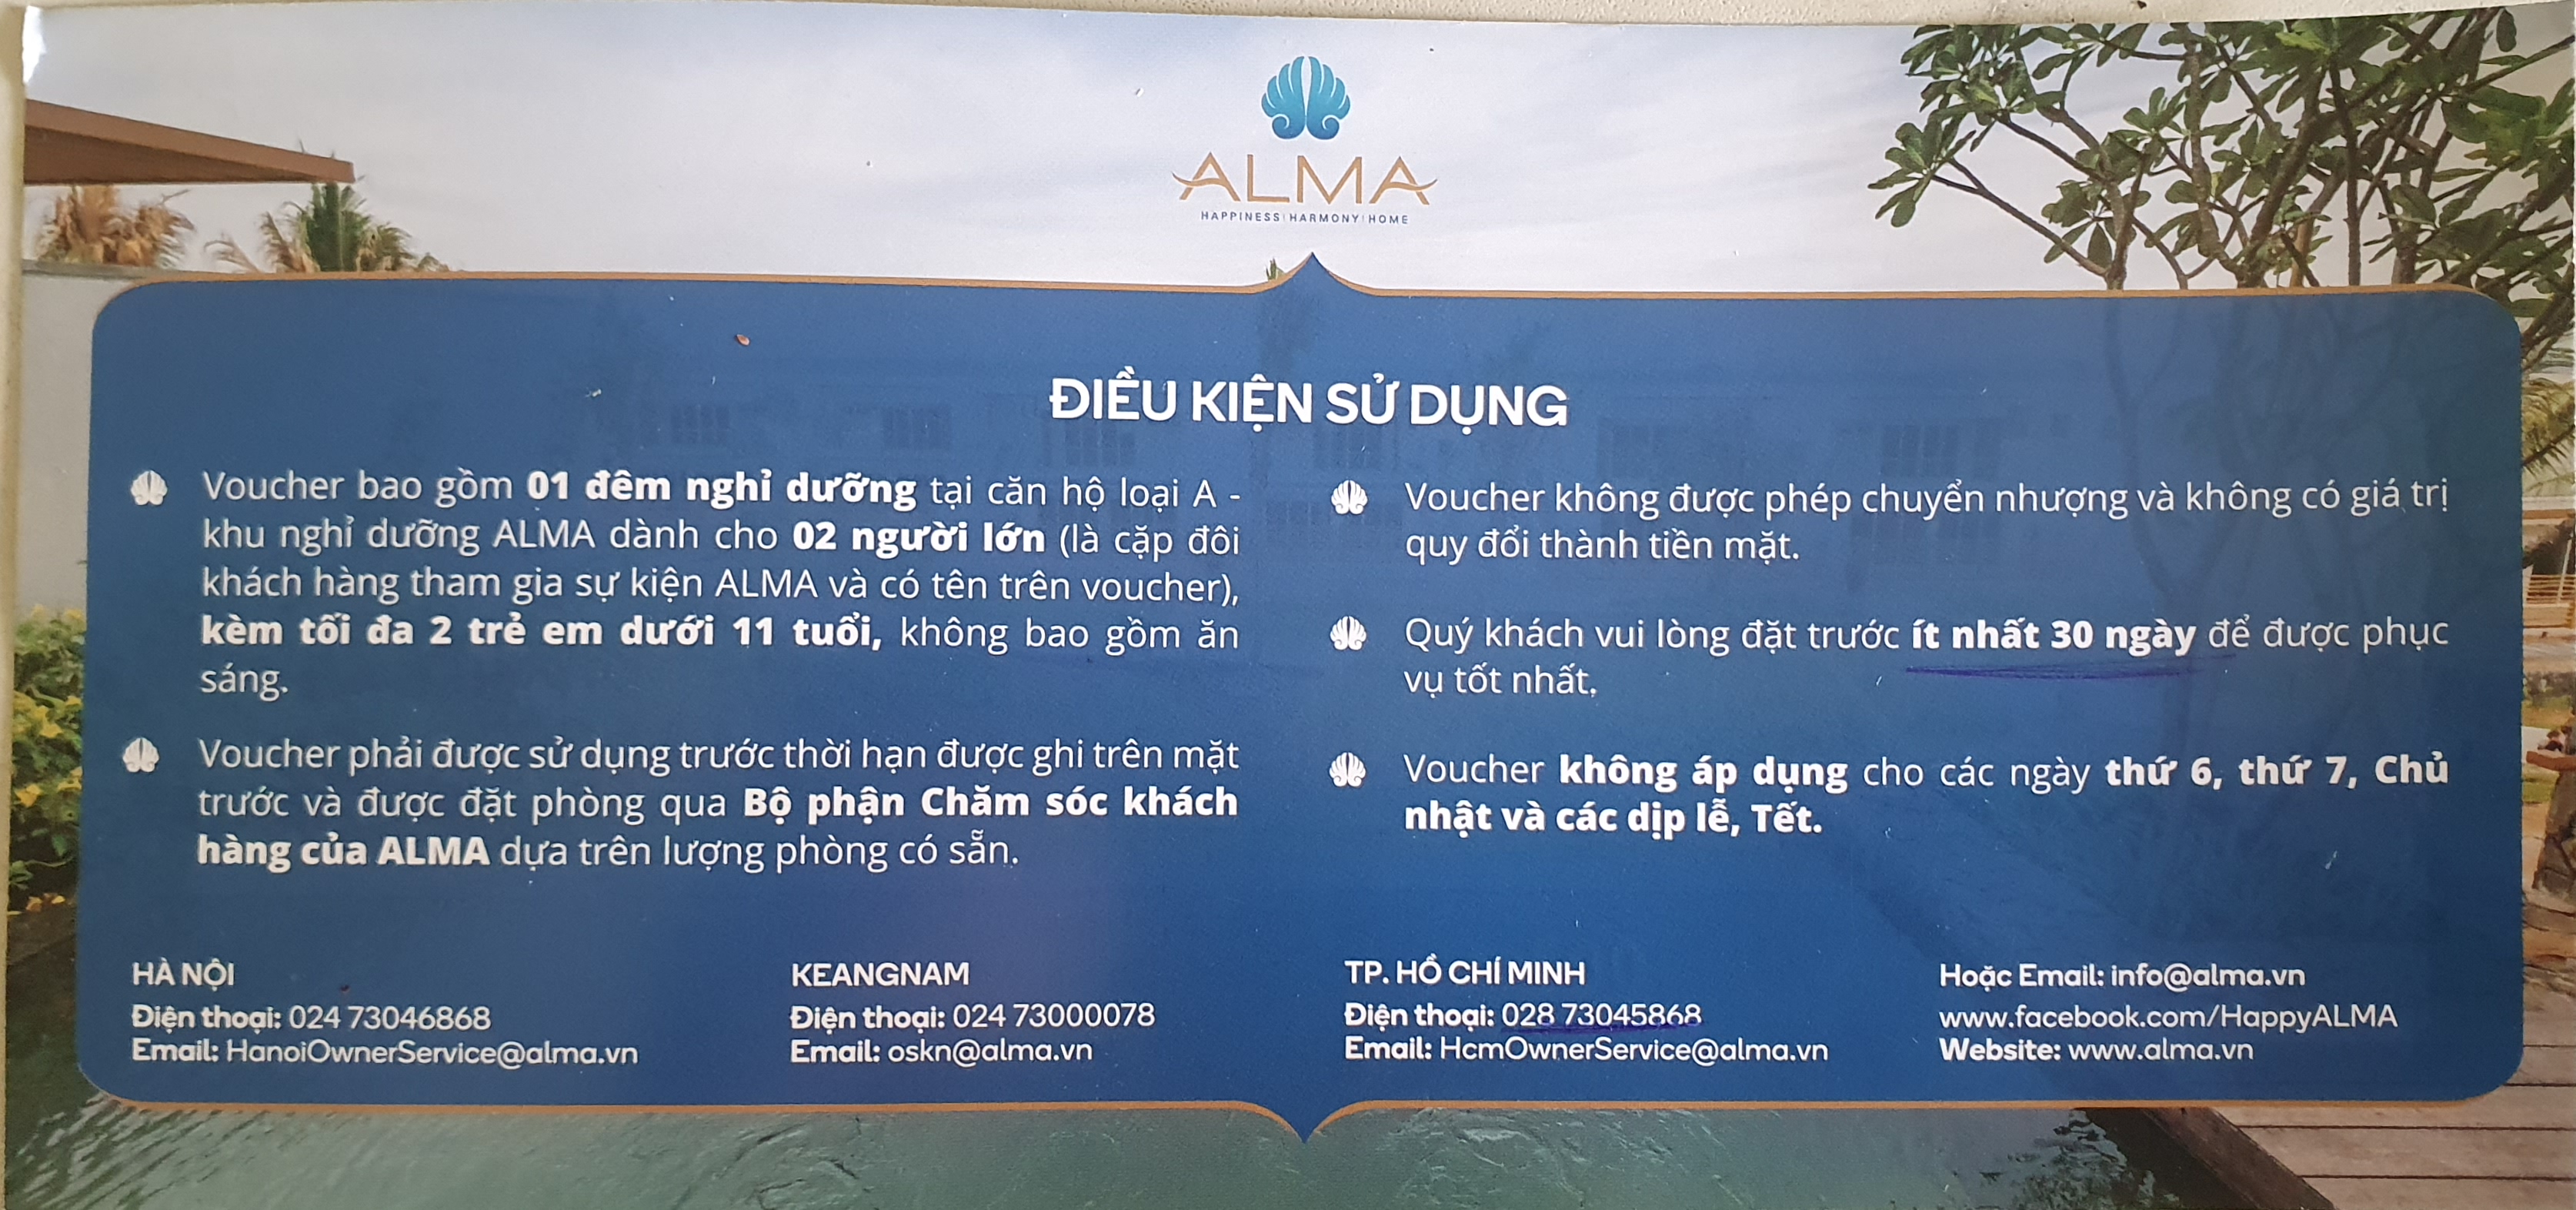 ALMA
HAPPINESS | HARMONY | HOME
ĐIỀU KIỆN SỬ DỤNG
Voucher bao gồm 01 đêm nghỉ dưỡng tại căn hộ loại A -
khu nghỉ dưỡng ALMA dành cho 02 người lớn (là cặp đôi
khách hàng tham gia sự kiện ALMA và có tên trên voucher),
kèm tối đa 2 trẻ em dưới 11 tuổi, không bao gồm ăn
sáng.
Voucher phải được sử dụng trước thời hạn được ghi trên mặt
trước và được đặt phòng qua Bộ phận Chăm sóc khách
hàng của ALMA dựa trên lượng phòng có sẵn.
Voucher không được phép chuyển nhượng và không có giá trị
quy đổi thành tiền mặt.
Quý khách vui lòng đặt trước ít nhất 30 ngày để được phục
vụ tốt nhất.
Voucher không áp dụng cho các ngày thứ 6, thứ 7, Chủ
nhật và các dịp lễ, Tết.
HÀ NỘI
Điện thoại: 024 73046868
Email: HanoiOwnerService@alma.vn
KEANGNAM
Điện thoại: 024 73000078
Email: oskn@alma.vn
TP. HỒ CHÍ MINH
Điện thoại: 028 73045868
Email: HcmOwnerService@alma.vn
Hoặc Email: info@alma.vn
www.facebook.com/HappyALMA
Website: www.alma.vn